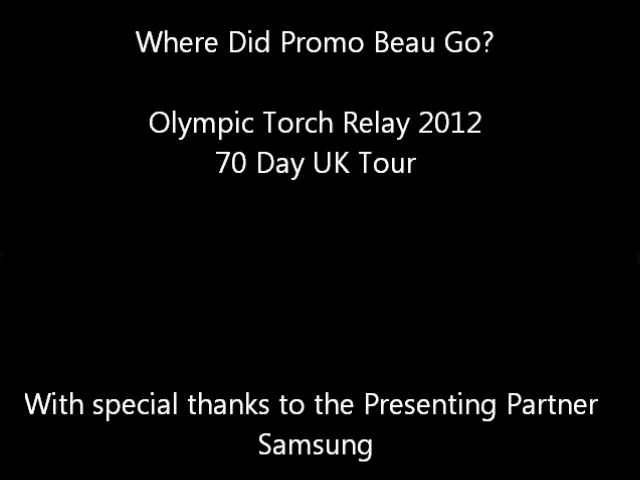 Where Did Promo Beau Go?
Olympic Torch Relay 2012
70 Day UK Tour
With special thanks to the Presenting Partner
Samsung